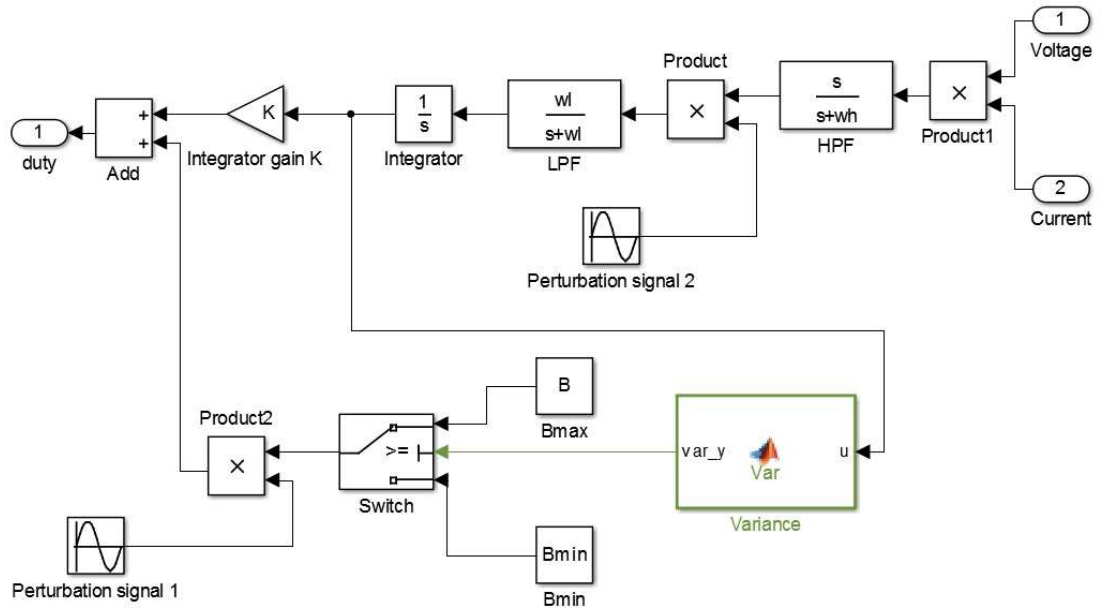 1
Voltage
Product
s
s+wh
HPF
×
Product1
×
wl
s+wl
LPF
1
s
Integrator
K
Integrator gain K
+
+
Add
1
duty
2
Current
Perturbation signal 2
B
Bmax
Product2
×
>=
Switch
var_y
u
Var
Variance
Bmin
Bmin
Perturbation signal 1